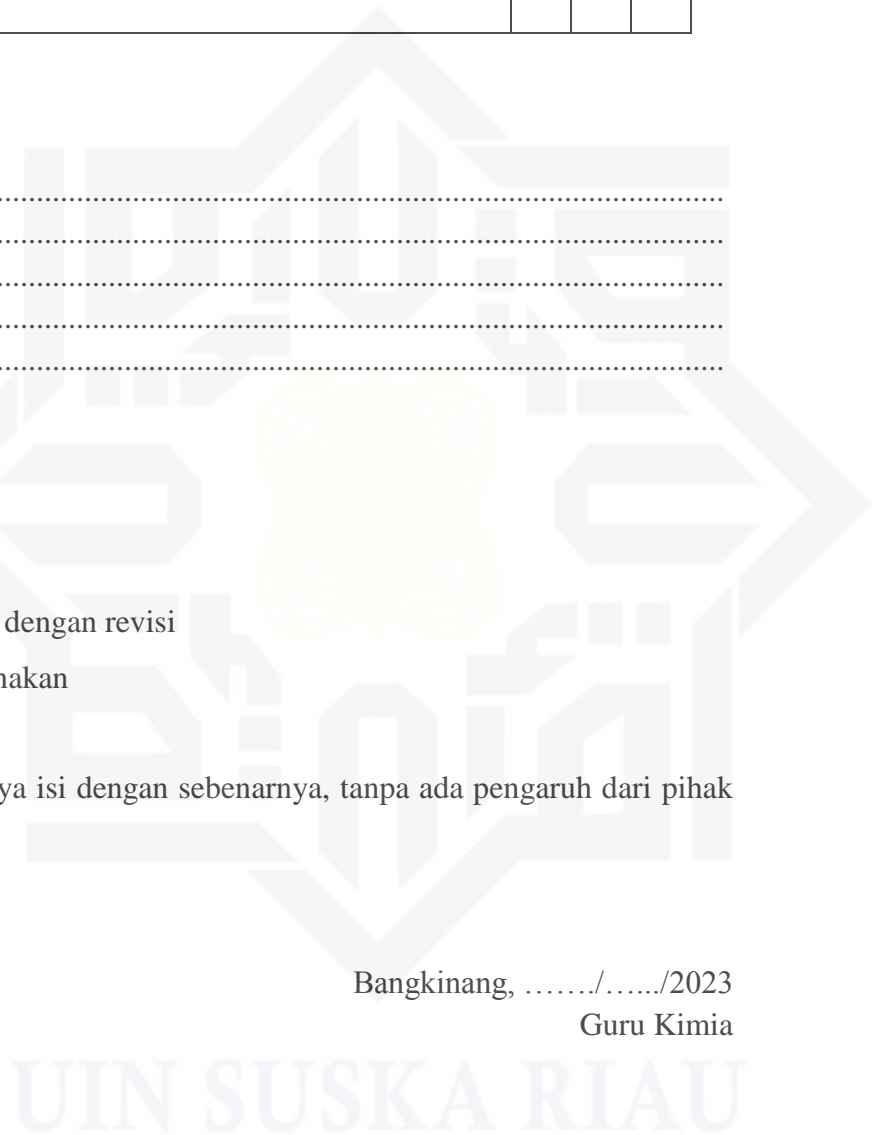 ........................................................................................
........................................................................................
........................................................................................
........................................................................................
........................................................................................
dengan revisi
nakan
ya isi dengan sebenarnya, tanpa ada pengaruh dari pihak
Bangkinang, ……./…../2023
Guru Kimia
UIN SUSKA RIAU